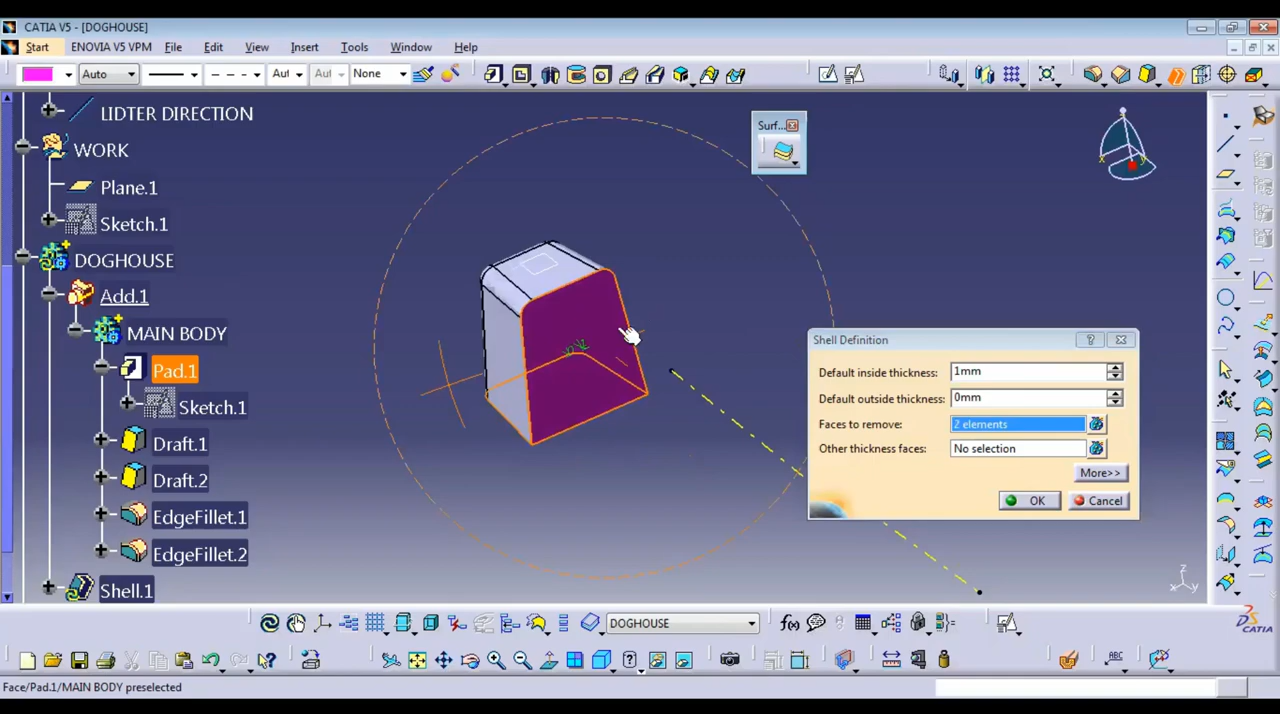 CATIA V5 - [DOGHOUSE]
Start ENOVIA V5 VPM File Edit View Insert Tools Window Help
Auto Aut Aut None
LIDTER DIRECTION
WORK
Plane.1
Sketch.1
DOGHOUSE
Add.1
MAIN BODY
Pad.1
Sketch.1
Draft.1
Draft.2
EdgeFillet.1
EdgeFillet.2
Shell.1
Surf...
x y
Shell Definition
Default inside thickness: 1mm
Default outside thickness: 0mm
Faces to remove: 2 elements
Other thickness faces: No selection
More>>
OK Cancel
z
x y
DOGHOUSE
f(x)
ABC
CATIA
Face/Pad.1/MAIN BODY preselected